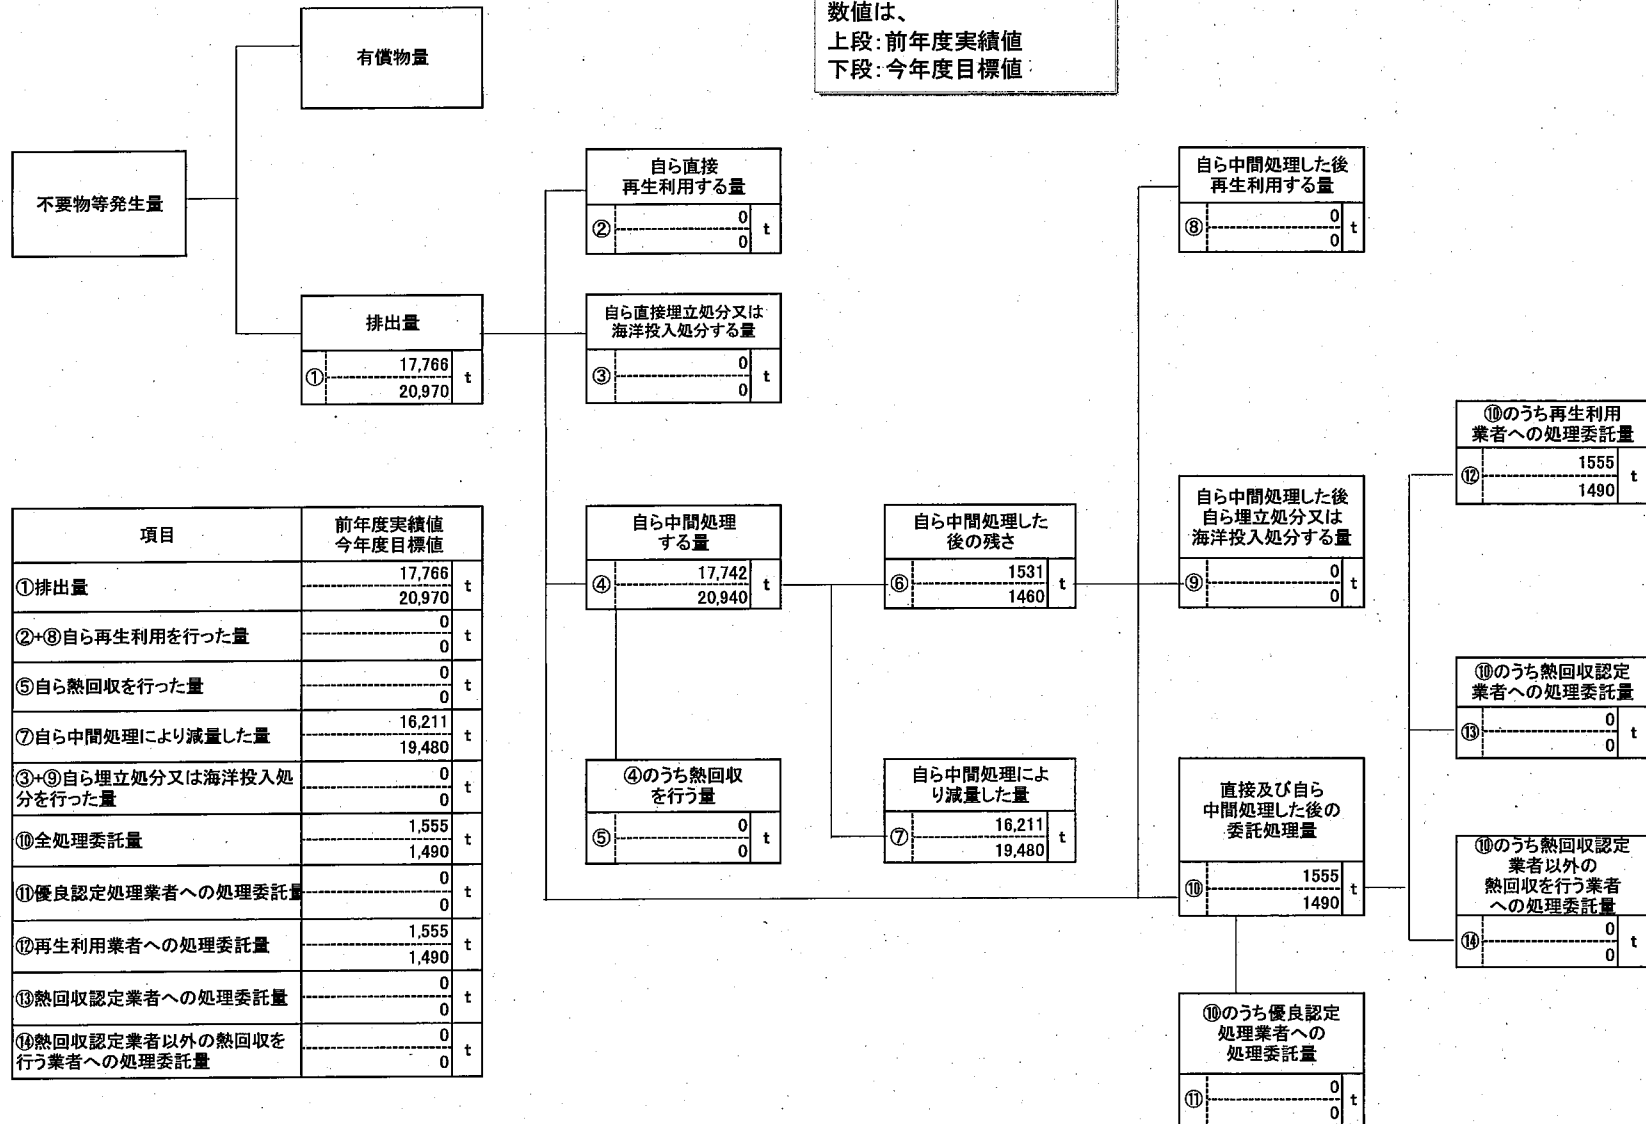 数値は、
上段:前年度実績値
下段:今年度目標値
有償物量
不要物等発生量
排出量
①
17,766
20,970
t
自ら直接
再生利用する量
②
0
0
t
自ら直接埋立処分又は
海洋投入処分する量
③
0
0
t
自ら中間処理
する量
④
17,742
20,940
t
④のうち熱回収
を行う量
⑤
0
0
t
自ら中間処理した
後の残さ
⑥
1531
1460
t
自ら中間処理によ
り減量した量
⑦
16,211
19,480
t
自ら中間処理した後
再生利用する量
⑧
0
0
t
自ら中間処理した後
自ら埋立処分又は
海洋投入処分する量
⑨
0
0
t
直接及び自ら
中間処理した後の
委託処理量
⑩
1555
1490
t
⑩のうち優良認定
処理業者への
処理委託量
⑪
0
0
t
⑩のうち再生利用
業者への処理委託量
⑫
1555
1490
t
⑩のうち熱回収認定
業者への処理委託量
⑬
0
0
t
⑩のうち熱回収認定
業者以外の
熱回収を行う業者
への処理委託量
⑭
0
0
t
項目
前年度実績値
今年度目標値
①排出量
17,766
20,970
t
②+⑧自ら再生利用を行った量
0
0
t
⑤自ら熱回収を行った量
0
0
t
⑦自ら中間処理により減量した量
16,211
19,480
t
③+⑨自ら埋立処分又は海洋投入処
分を行った量
0
0
t
⑩全処理委託量
1,555
1,490
t
⑪優良認定処理業者への処理委託量
0
0
t
⑫再生利用業者への処理委託量
1,555
1,490
t
⑬熱回収認定業者への処理委託量
0
0
t
⑭熱回収認定業者以外の熱回収を
行う業者への処理委託量
0
0
t